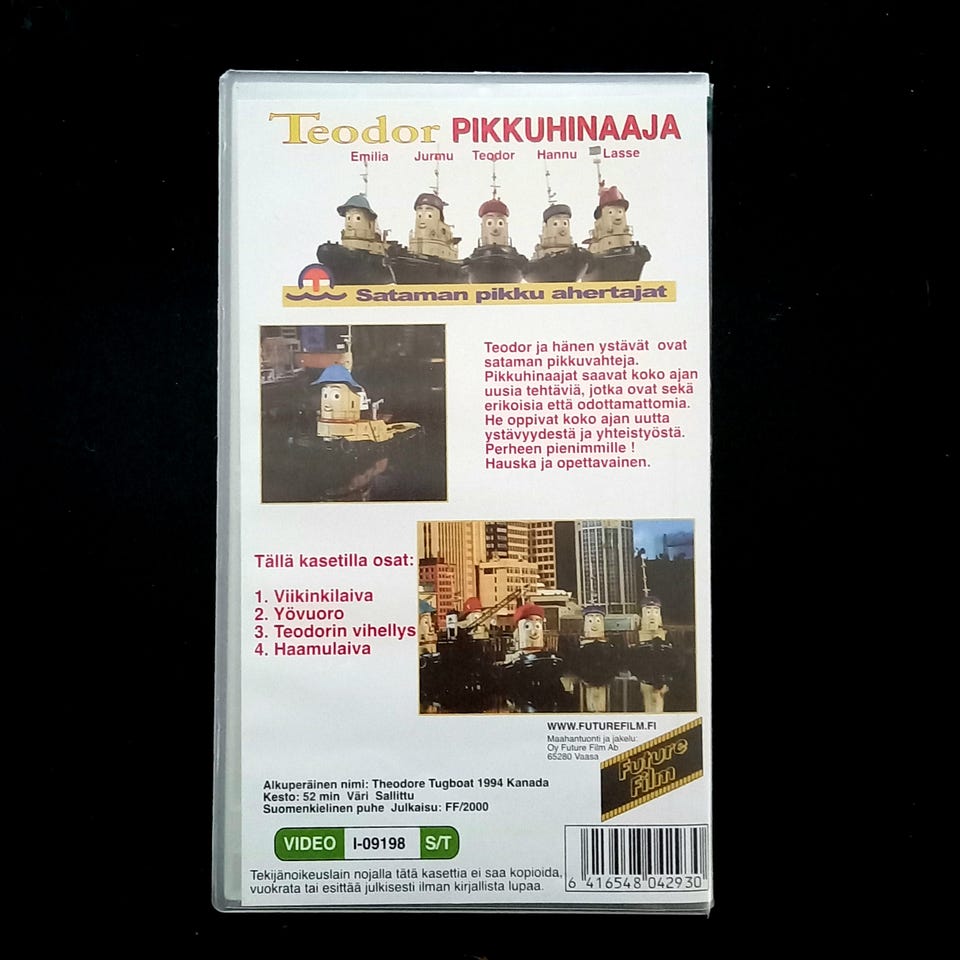 Teodor PIKKUHINAAJA
Emilia Jurmu Teodor Hannu Lasse
T
Sataman pikku ahertajat
Teodor ja hänen ystävät ovat
sataman pikkuvahteja.
Pikkuhinaajat saavat koko ajan
uusia tehtäviä, jotka ovat sekä
erikoisia että odottamattomia.
He oppivat koko ajan uutta
ystävyydestä ja yhteistyöstä.
Perheen pienimmille !
Hauska ja opettavainen.
Tällä kasetilla osat:
1. Viikinkilaiva
2. Yövuoro
3. Teodorin vihellys
4. Haamulaiva
WWW.FUTUREFILM.FI
Maahantuonti ja jakelu:
Oy Future Film Ab
65280 Vaasa
Future
Film
Alkuperäinen nimi: Theodore Tugboat 1994 Kanada
Kesto: 52 min Väri Sallittu
Suomenkielinen puhe Julkaisu: FF/2000
VIDEO I-09198 S/T
Tekijänoikeuslain nojalla tätä kasettia ei saa kopioida,
vuokrata tai esittää julkisesti ilman kirjallista lupaa.
6 416548 042930